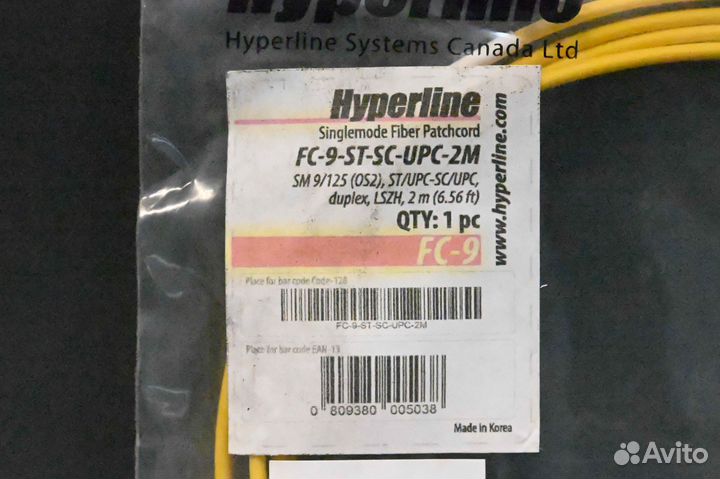 Hyperline
Hyperline Systems Canada Ltd
Hyperline
Singlemode Fiber Patchcord
FC-9-ST-SC-UPC-2M
SM 9/125 (OS2), ST/UPC-SC/UPC,
duplex, LSZH, 2 m (6.56 ft)
QTY: 1 pc
FC-9
www.hyperline.com
Place for bar code Code-128
FC-9-ST-SC-UPC-2M
Place for bar code EAN-13
0 809380 005038
Made in Korea
Avito